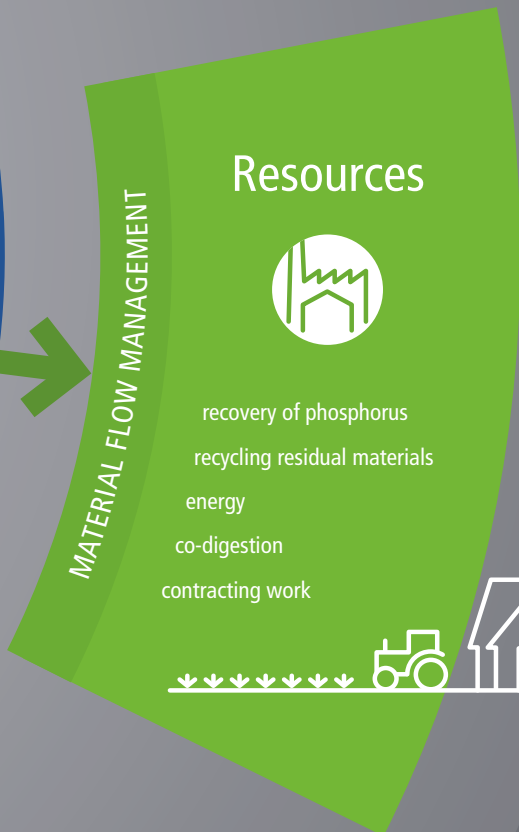 Resources
MATERIAL FLOW MANAGEMENT
recovery of phosphorus
recycling residual materials
energy
co-digestion
contracting work